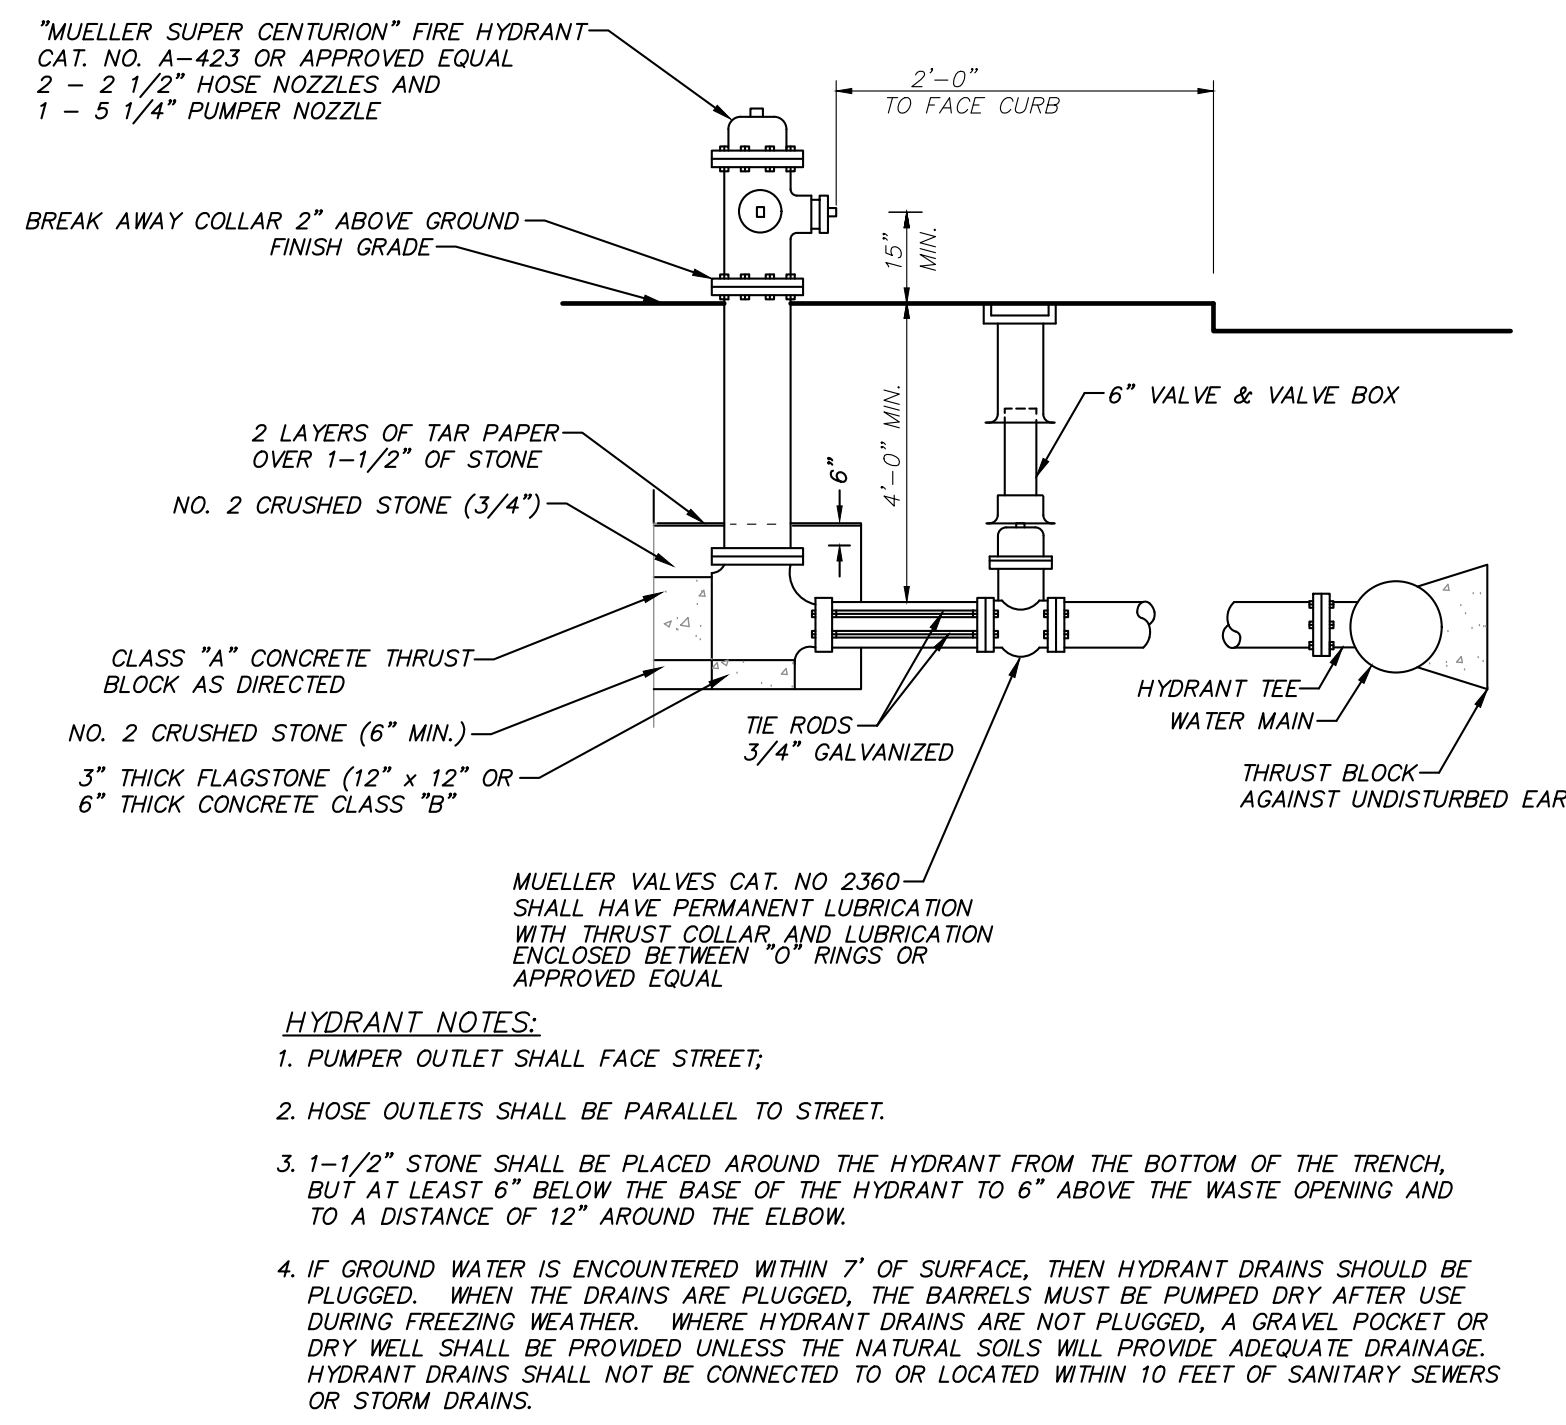 "MUELLER SUPER CENTURION" FIRE HYDRANT
CAT. NO. A-423 OR APPROVED EQUAL
2 - 2 1/2" HOSE NOZZLES AND
1 - 5 1/4" PUMPER NOZZLE
2'-0"
TO FACE CURB
BREAK AWAY COLLAR 2" ABOVE GROUND
FINISH GRADE
15"
MIN.
4'-0" MIN.
6" VALVE & VALVE BOX
2 LAYERS OF TAR PAPER
OVER 1-1/2" OF STONE
6"
NO. 2 CRUSHED STONE (3/4")
CLASS "A" CONCRETE THRUST
BLOCK AS DIRECTED
NO. 2 CRUSHED STONE (6" MIN.)
3" THICK FLAGSTONE (12" x 12" OR
6" THICK CONCRETE CLASS "B"
TIE RODS
3/4" GALVANIZED
HYDRANT TEE
WATER MAIN
THRUST BLOCK
AGAINST UNDISTURBED EAR
MUELLER VALVES CAT. NO 2360
SHALL HAVE PERMANENT LUBRICATION
WITH THRUST COLLAR AND LUBRICATION
ENCLOSED BETWEEN "O" RINGS OR
APPROVED EQUAL
HYDRANT NOTES:
1. PUMPER OUTLET SHALL FACE STREET;
2. HOSE OUTLETS SHALL BE PARALLEL TO STREET.
3. 1-1/2" STONE SHALL BE PLACED AROUND THE HYDRANT FROM THE BOTTOM OF THE TRENCH,
BUT AT LEAST 6" BELOW THE BASE OF THE HYDRANT TO 6" ABOVE THE WASTE OPENING AND
TO A DISTANCE OF 12" AROUND THE ELBOW.
4. IF GROUND WATER IS ENCOUNTERED WITHIN 7' OF SURFACE, THEN HYDRANT DRAINS SHOULD BE
PLUGGED. WHEN THE DRAINS ARE PLUGGED, THE BARRELS MUST BE PUMPED DRY AFTER USE
DURING FREEZING WEATHER. WHERE HYDRANT DRAINS ARE NOT PLUGGED, A GRAVEL POCKET OR
DRY WELL SHALL BE PROVIDED UNLESS THE NATURAL SOILS WILL PROVIDE ADEQUATE DRAINAGE.
HYDRANT DRAINS SHALL NOT BE CONNECTED TO OR LOCATED WITHIN 10 FEET OF SANITARY SEWERS
OR STORM DRAINS.